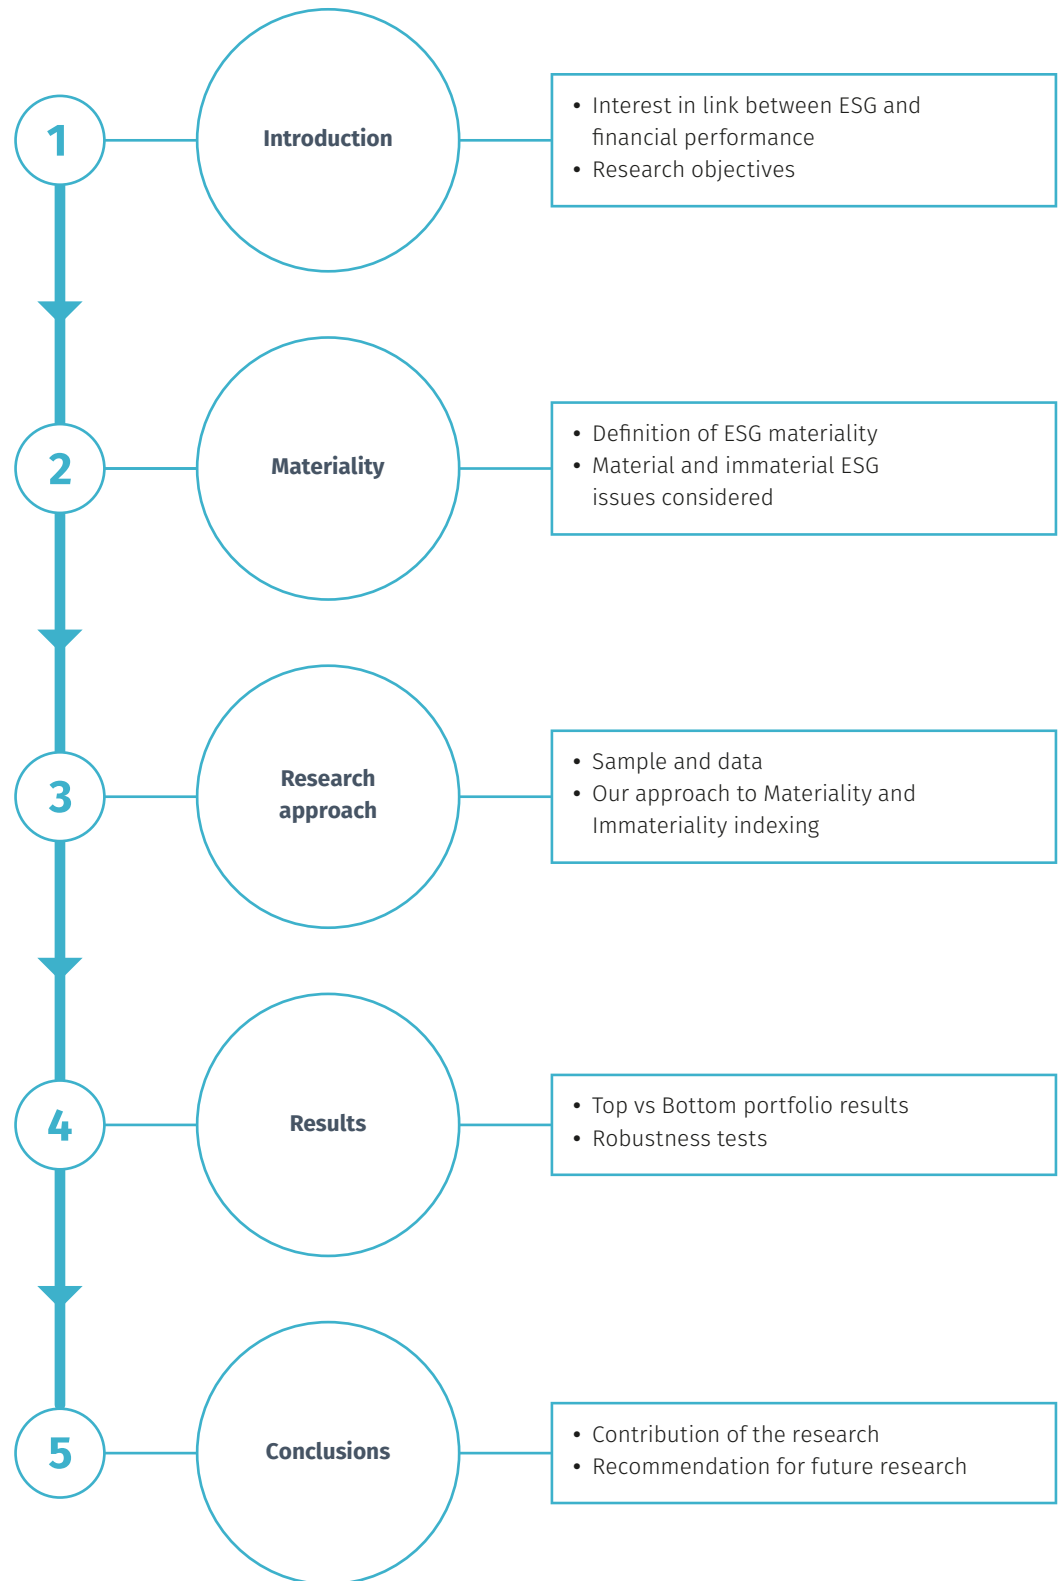 1
Introduction
• Interest in link between ESG and
financial performance
• Research objectives
2
Materiality
• Definition of ESG materiality
• Material and immaterial ESG
issues considered
3
Research
approach
• Sample and data
• Our approach to Materiality and
Immateriality indexing
4
Results
• Top vs Bottom portfolio results
• Robustness tests
5
Conclusions
• Contribution of the research
• Recommendation for future research